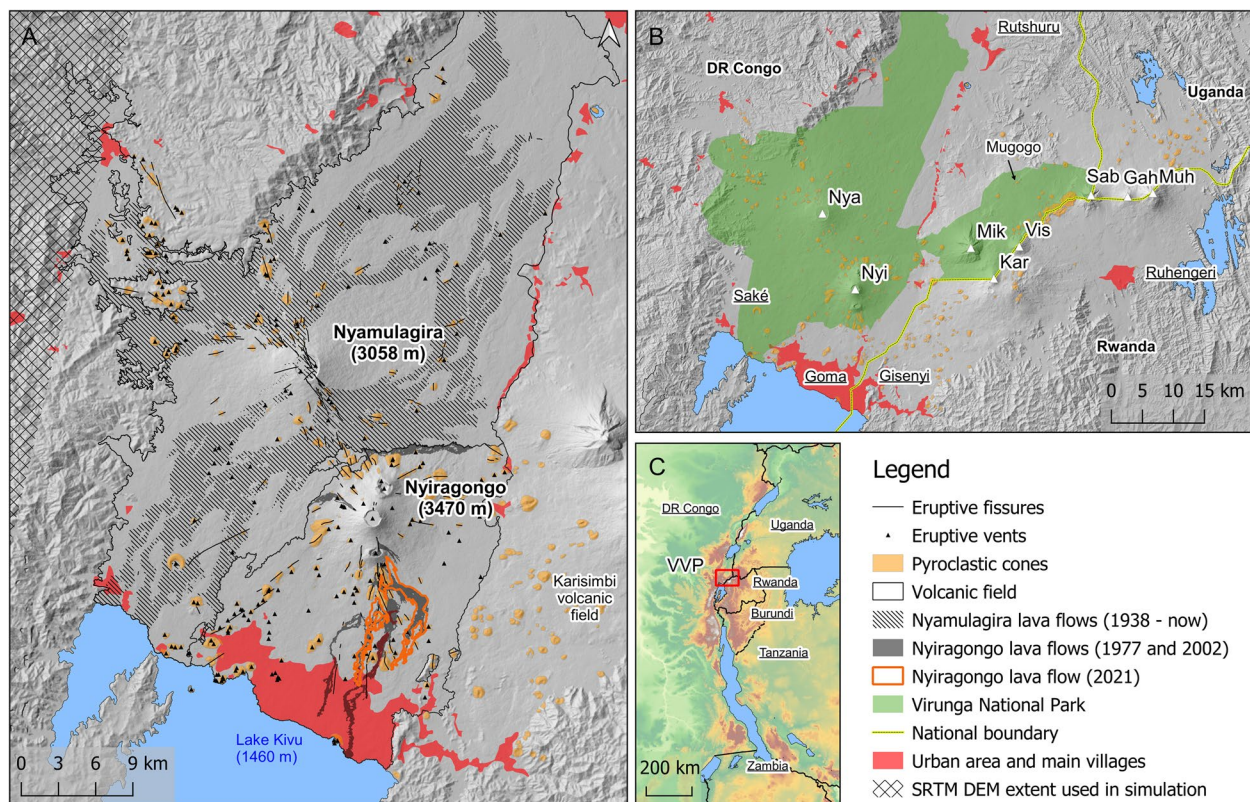 A
Nyamulagira
(3058 m)
Nyiragongo
(3470 m)
Karisimbi
volcanic
field
Lake Kivu
(1460 m)
0 3 6 9 km
B
Rutshuru
DR Congo
Uganda
Mugogo
Sab
Gah
Muh
Nya
Mik
Vis
Kar
Nyi
Ruhengeri
Saké
Rwanda
Goma
Gisenyi
0 5 10 15 km
C
DR Congo
Uganda
VVP
Rwanda
Burundi
Tanzania
Zambia
200 km
Legend
Eruptive fissures
Eruptive vents
Pyroclastic cones
Volcanic field
Nyamulagira lava flows (1938 - now)
Nyiragongo lava flows (1977 and 2002)
Nyiragongo lava flow (2021)
Virunga National Park
National boundary
Urban area and main villages
SRTM DEM extent used in simulation